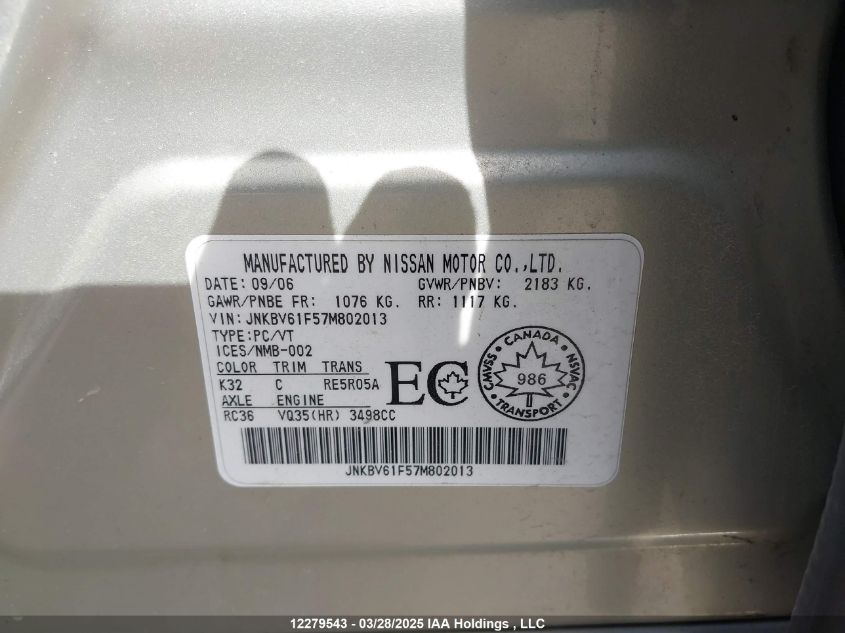 MANUFACTURED BY NISSAN MOTOR CO.,LTD.
DATE: 09/06 GVWR/PNBV: 2183 KG.
GAWR/PNBE FR: 1076 KG. RR: 1117 KG.
VIN: JNKBV61F57M802013
TYPE:PC/VT
ICES/NMB-002
COLOR TRIM TRANS
K32 C RE5R05A
AXLE ENGINE
RC36 VQ35(HR) 3498CC
EC
CMVSS CANADA NSVAC
986
TRANSPORT
JNKBV61F57M802013
12279543 - 03/28/2025 IAA Holdings , LLC